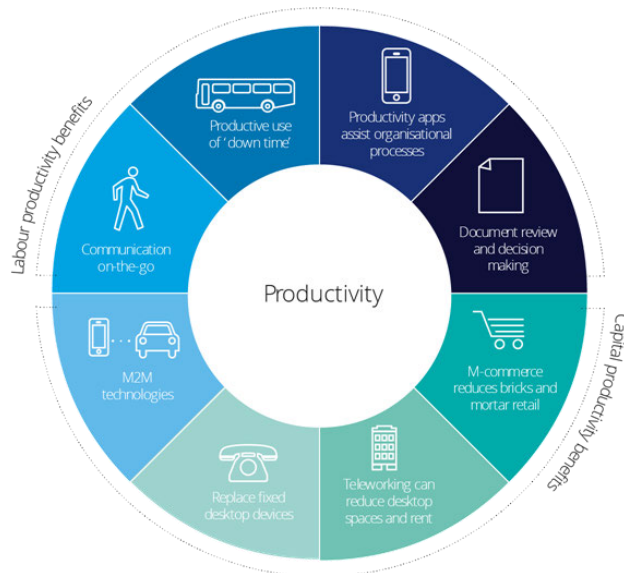 Labour productivity benefits
Productive use
of ‘down time’
Productivity apps
assist organisational
processes
Communication
on-the-go
Document review
and decision
making
Productivity
M2M
technologies
M-commerce
reduces bricks and
mortar retail
Replace fixed
desktop devices
Teleworking can
reduce desktop
spaces and rent
Capital productivity benefits